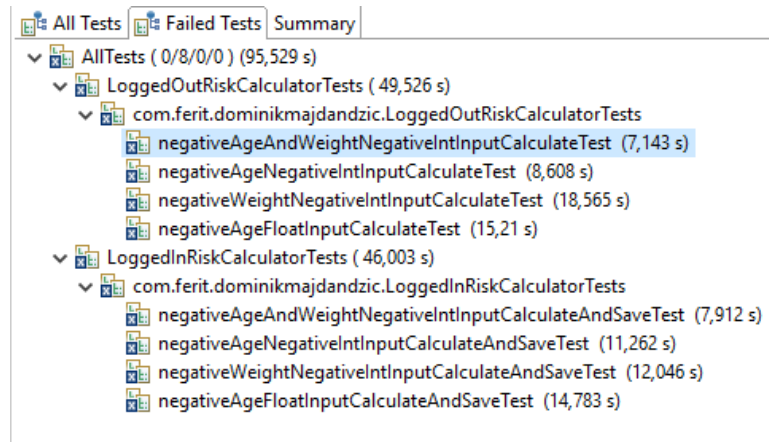 All Tests Failed Tests Summary
AllTests ( 0/8/0/0 ) (95,529 s)
LoggedOutRiskCalculatorTests ( 49,526 s)
com.ferit.dominikmajdandzic.LoggedOutRiskCalculatorTests
negativeAgeAndWeightNegativeIntInputCalculateTest (7,143 s)
negativeAgeNegativeIntInputCalculateTest (8,608 s)
negativeWeightNegativeIntInputCalculateTest (18,565 s)
negativeAgeFloatInputCalculateTest (15,21 s)
LoggedInRiskCalculatorTests ( 46,003 s)
com.ferit.dominikmajdandzic.LoggedInRiskCalculatorTests
negativeAgeAndWeightNegativeIntInputCalculateAndSaveTest (7,912 s)
negativeAgeNegativeIntInputCalculateAndSaveTest (11,262 s)
negativeWeightNegativeIntInputCalculateAndSaveTest (12,046 s)
negativeAgeFloatInputCalculateAndSaveTest (14,783 s)